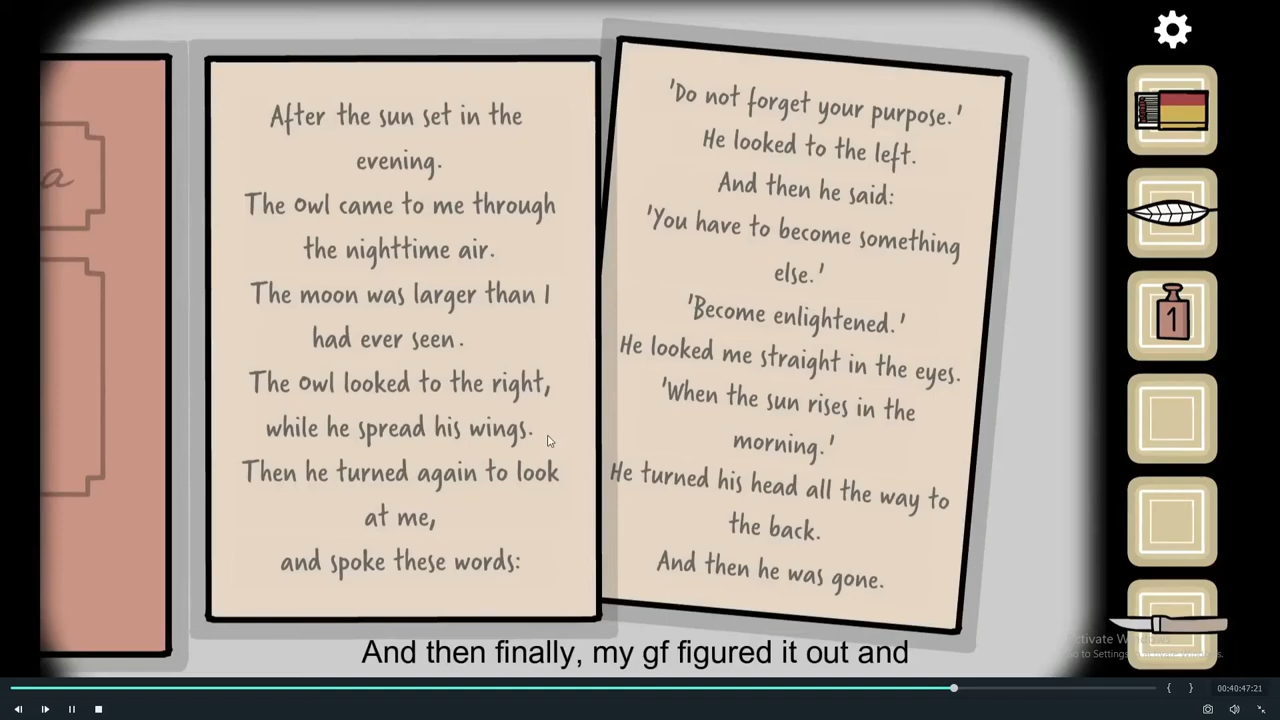 a
After the sun set in the
evening.
The Owl came to me through
the nighttime air.
The moon was larger than I
had ever seen.
The Owl looked to the right,
while he spread his wings.
Then he turned again to look
at me,
and spoke these words:
'Do not forget your purpose.'
He looked to the left.
And then he said:
'You have to become something
else.'
'Become enlightened.'
He looked me straight in the eyes.
'When the sun rises in the
morning.'
He turned his head all the way to
the back.
And then he was gone.
1
And then finally, my gf figured it out and
{ }
00:40:47:21